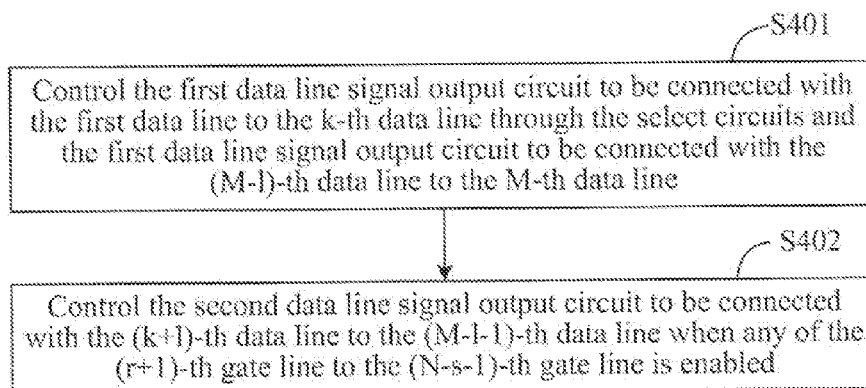 S401
Control the first data line signal output circuit to be connected with
the first data line to the k-th data line through the select circuits and
the first data line signal output circuit to be connected with the
(M-l)-th data line to the M-th data line
S402
Control the second data line signal output circuit to be connected
with the (k+l)-th data line to the (M-l-1)-th data line when any of the
(r+1)-th gate line to the (N-s-1)-th gate line is enabled